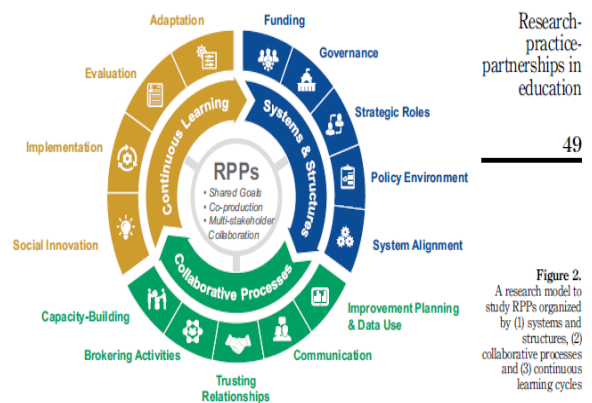 Adaptation
Evaluation
Implementation
Social Innovation
Continuous Learning
Funding
Governance
Strategic Roles
Policy Environment
System Alignment
Systems & Structures
RPPs
• Shared Goals
• Co-production
• Multi-stakeholder
Collaboration
Collaborative Processes
Capacity-Building
Brokering Activities
Trusting
Relationships
Communication
Improvement Planning
& Data Use
Research-
practice-
partnerships in
education
49
Figure 2.
A research model to
study RPPs organized
by (1) systems and
structures, (2)
collaborative processes
and (3) continuous
learning cycles